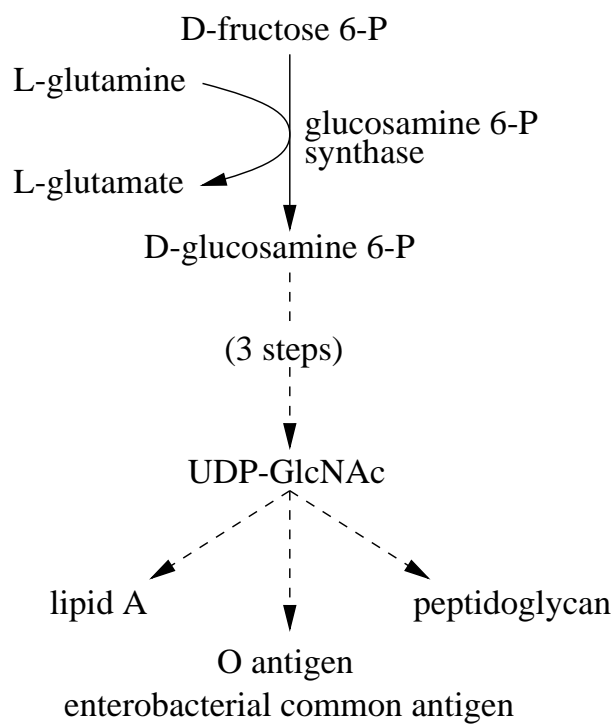 D-fructose 6-P
L-glutamine
glucosamine 6-P
synthase
L-glutamate
D-glucosamine 6-P
(3 steps)
UDP-GlcNAc
lipid A
peptidoglycan
O antigen
enterobacterial common antigen